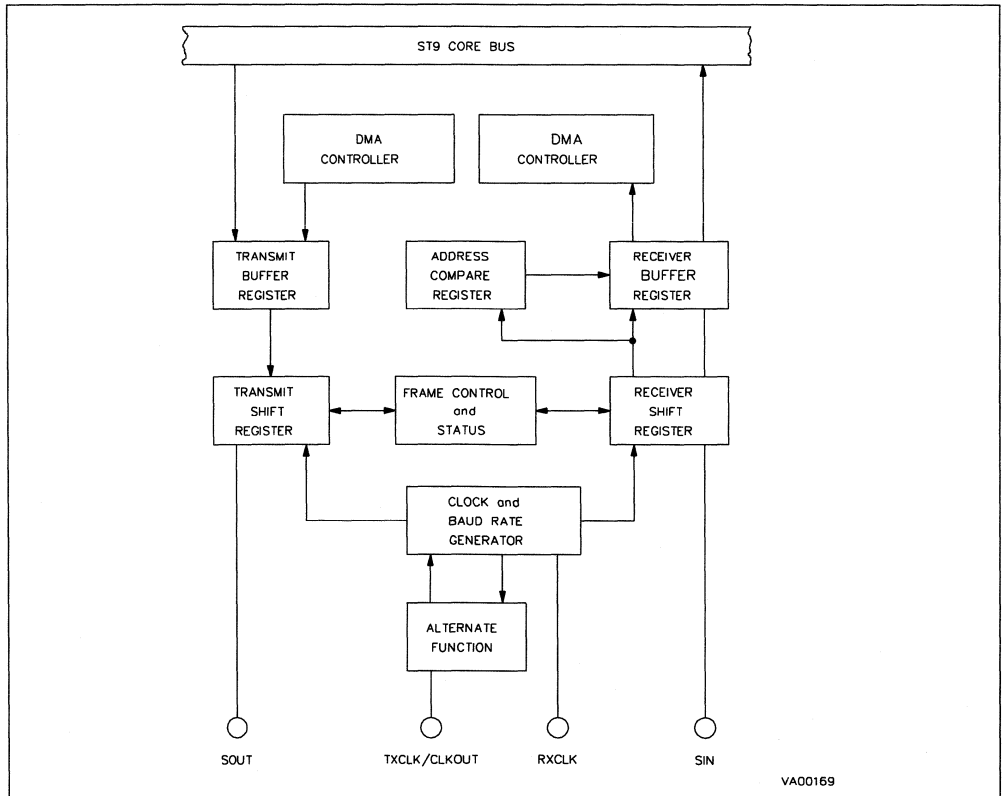 ST9 CORE BUS
DMA
CONTROLLER
DMA
CONTROLLER
TRANSMIT
BUFFER
REGISTER
ADDRESS
COMPARE
REGISTER
RECEIVER
BUFFER
REGISTER
TRANSMIT
SHIFT
REGISTER
FRAME CONTROL
and
STATUS
RECEIVER
SHIFT
REGISTER
CLOCK and
BAUD RATE
GENERATOR
ALTERNATE
FUNCTION
SOUT
TXCLK/CLKOUT
RXCLK
SIN
VA00169